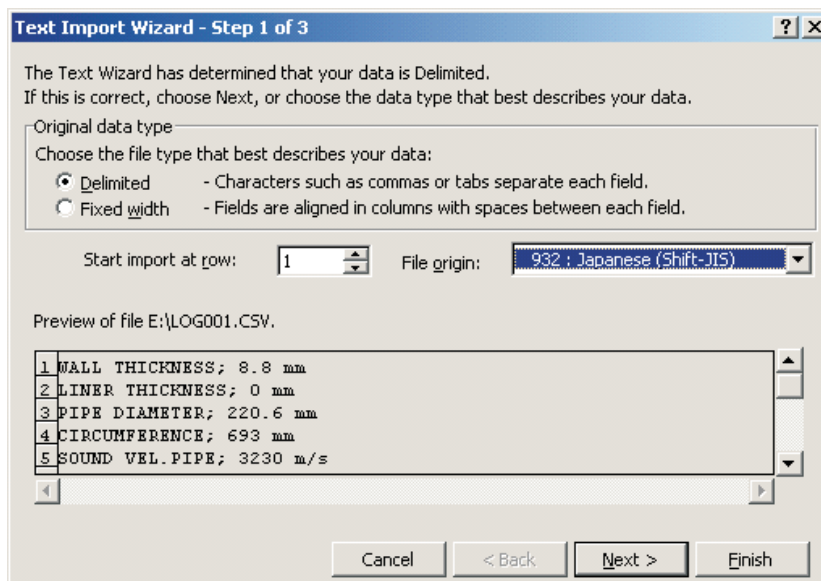 Text Import Wizard - Step 1 of 3
The Text Wizard has determined that your data is Delimited.
If this is correct, choose Next, or choose the data type that best describes your data.
Original data type
Choose the file type that best describes your data:
Delimited - Characters such as commas or tabs separate each field.
Fixed width - Fields are aligned in columns with spaces between each field.
Start import at row: 1 File origin: 932 : Japanese (Shift-JIS)
Preview of file E:\LOG001.CSV.
1 WALL THICKNESS; 8.8 mm
2 LINER THICKNESS; 0 mm
3 PIPE DIAMETER; 220.6 mm
4 CIRCUMFERENCE; 693 mm
5 SOUND VEL.PIPE; 3230 m/s
Cancel < Back Next > Finish